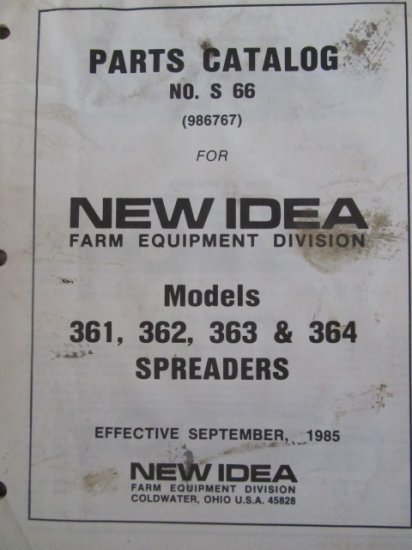 PARTS CATALOG
NO. S 66
(986767)
FOR
NEW IDEA
FARM EQUIPMENT DIVISION
Models
361, 362, 363 & 364
SPREADERS
EFFECTIVE SEPTEMBER, 1985
NEW IDEA
FARM EQUIPMENT DIVISION
COLDWATER, OHIO U.S.A. 45828